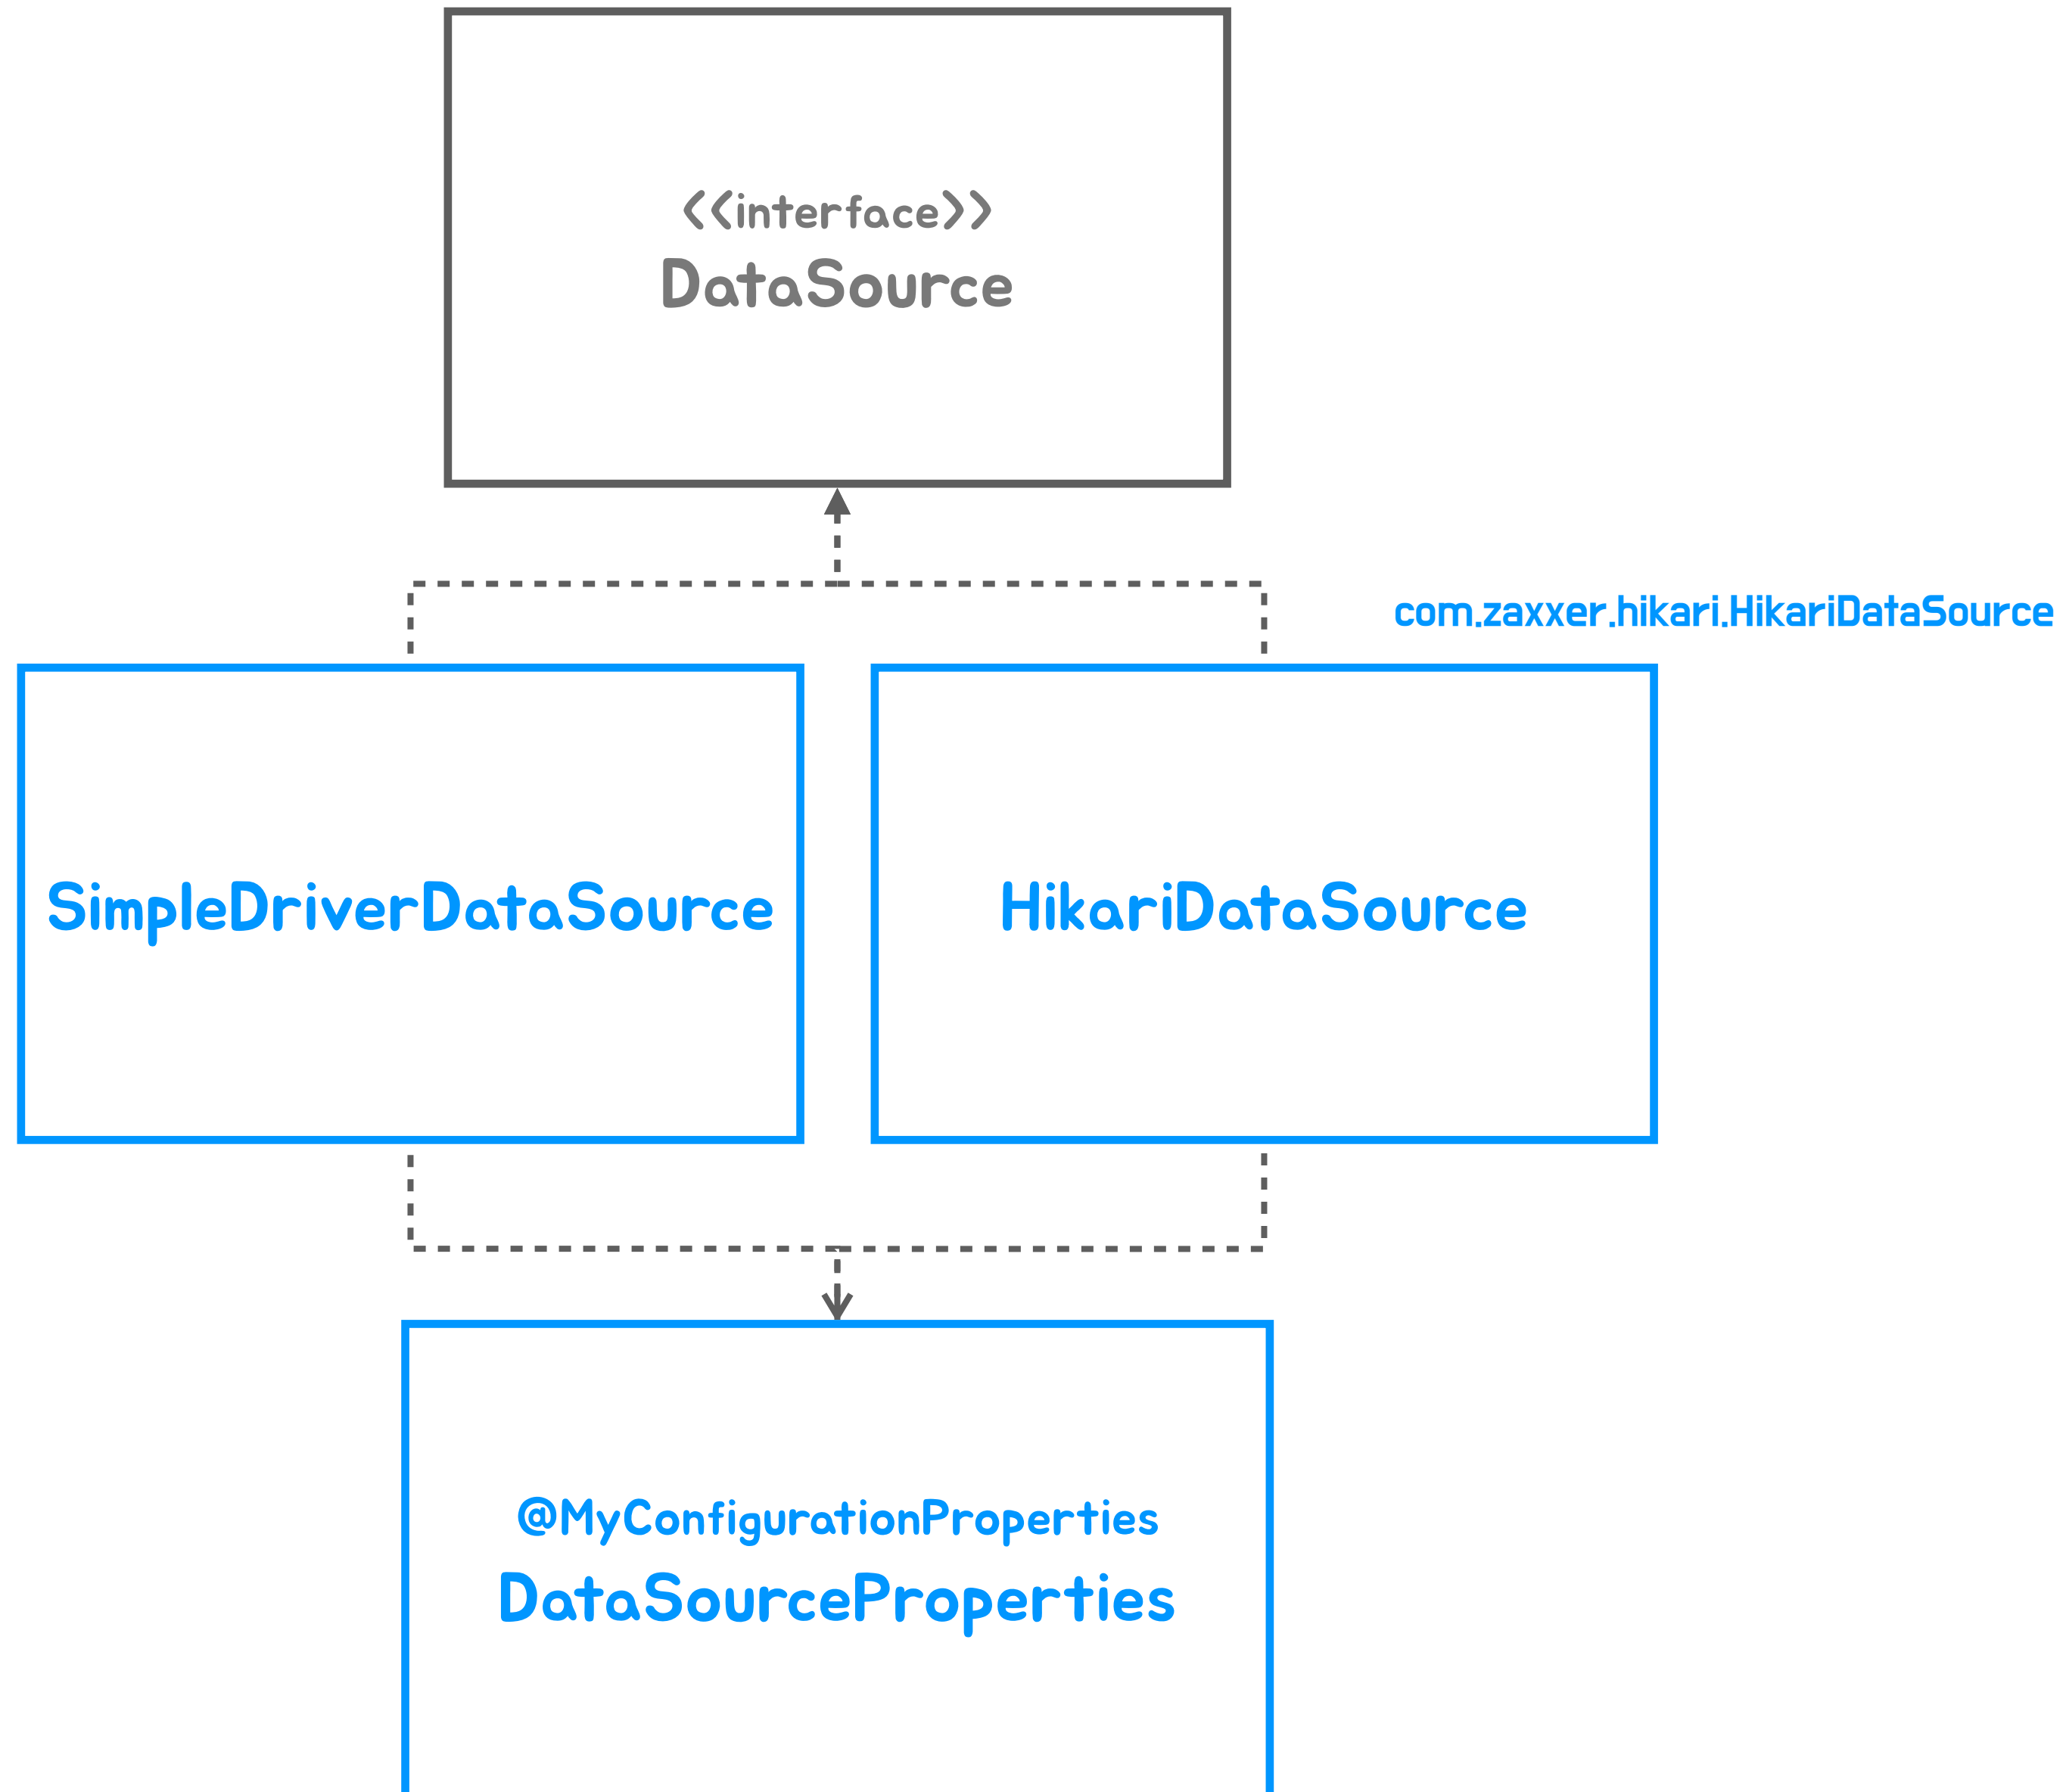 <<interface>>
DataSource
com.zaxxer.hikari.HikariDataSource
SimpleDriverDataSource
HikariDataSource
@MyConfigurationProperties
DataSourceProperties